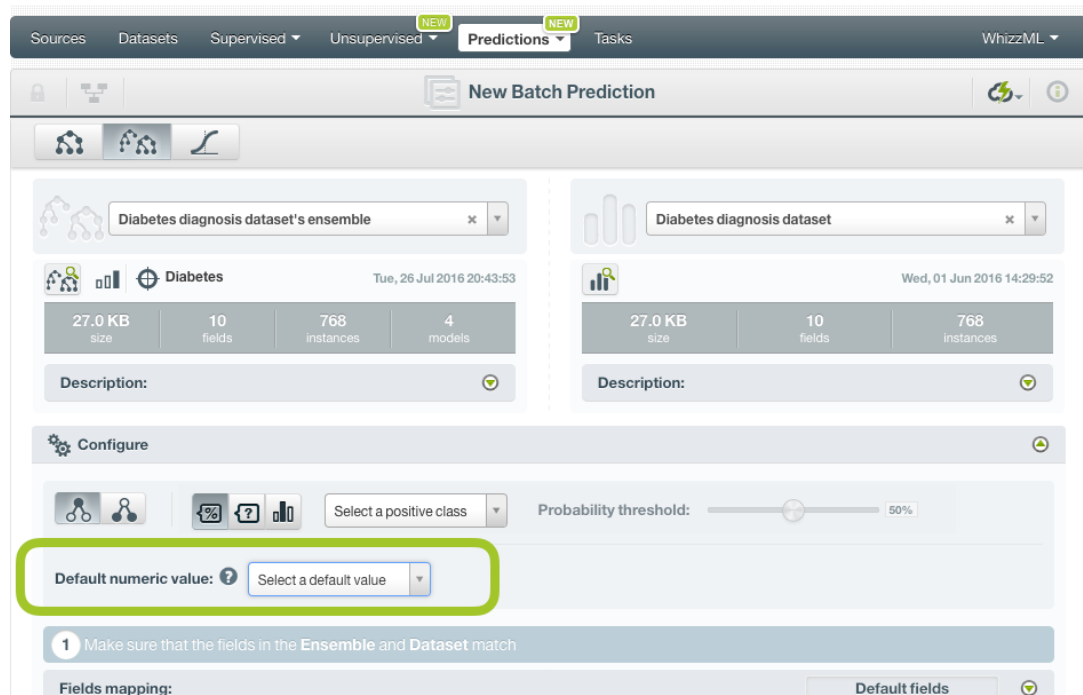 NEW NEW
Sources Datasets Supervised Unsupervised Predictions Tasks WhizzML
New Batch Prediction
Diabetes diagnosis dataset's ensemble
Diabetes diagnosis dataset
Diabetes Tue, 26 Jul 2016 20:43:53
Wed, 01 Jun 2016 14:29:52
27.0 KB 10 768 4
size fields instances models
27.0 KB 10 768
size fields instances
Description:
Description:
Configure
Select a positive class Probability threshold: 50%
Default numeric value: ? Select a default value
1 Make sure that the fields in the Ensemble and Dataset match
Fields mapping: Default fields